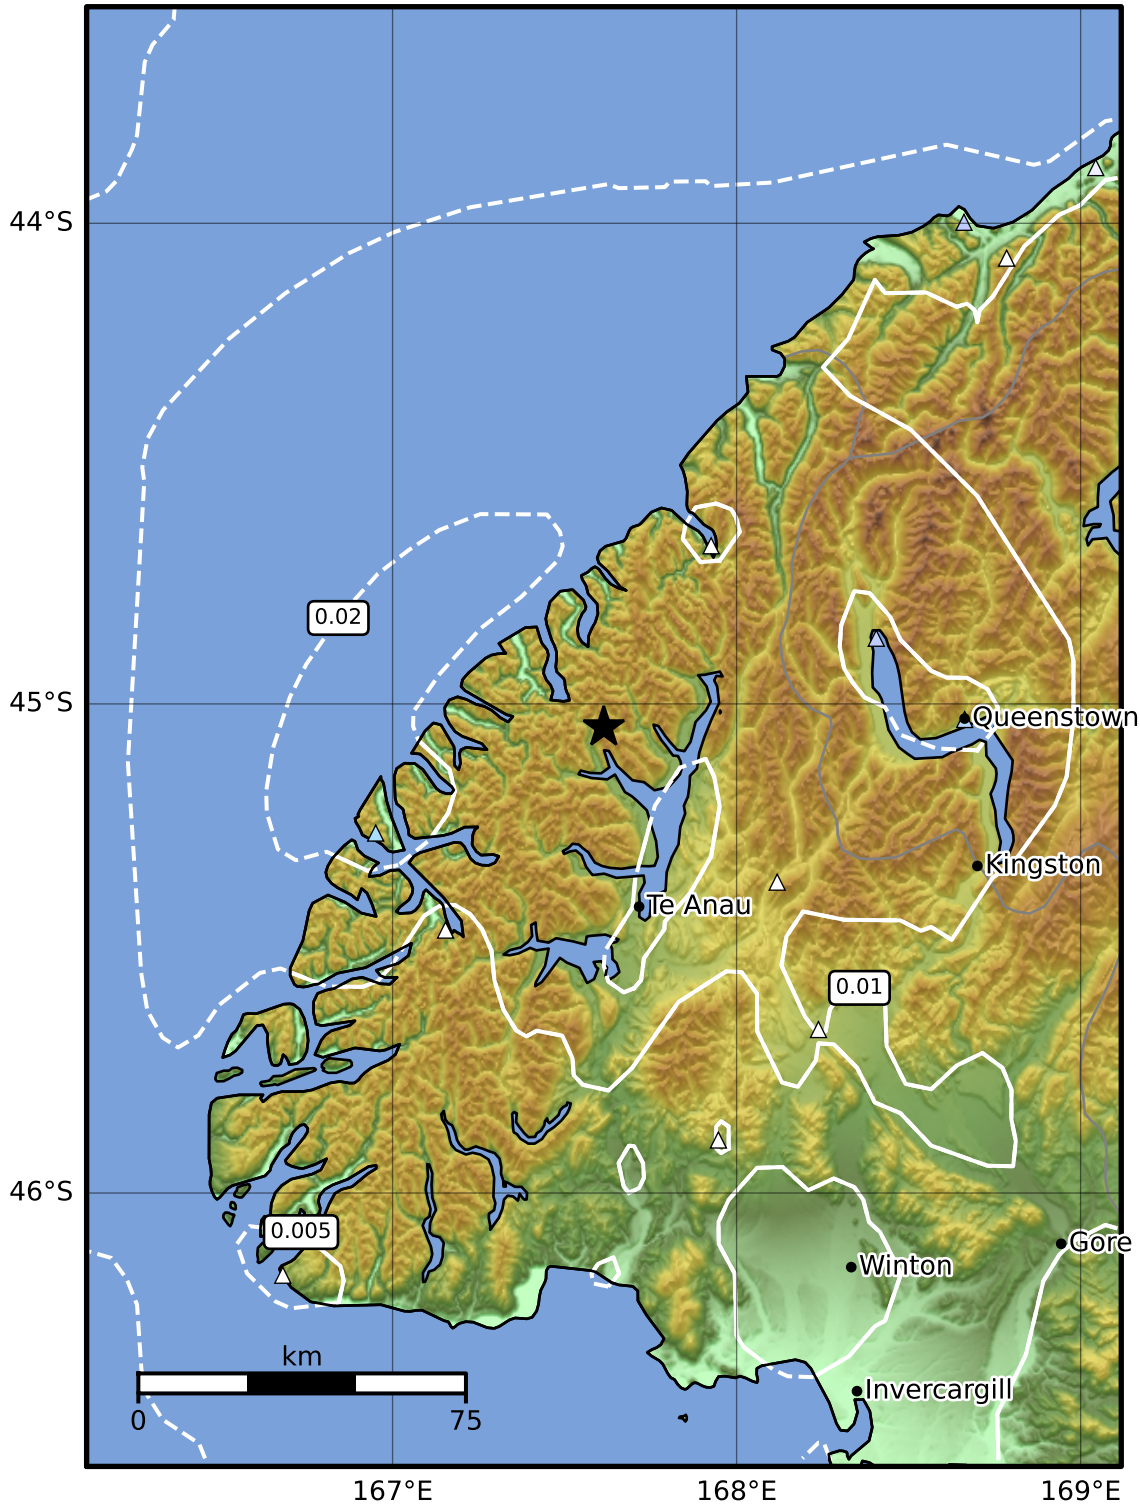 44°S
0.02
45°S
Queenstown
Kingston
Te Anau
0.01
46°S
0.005
Gore
Winton
km
Invercargill
0 75
167°E 168°E 169°E